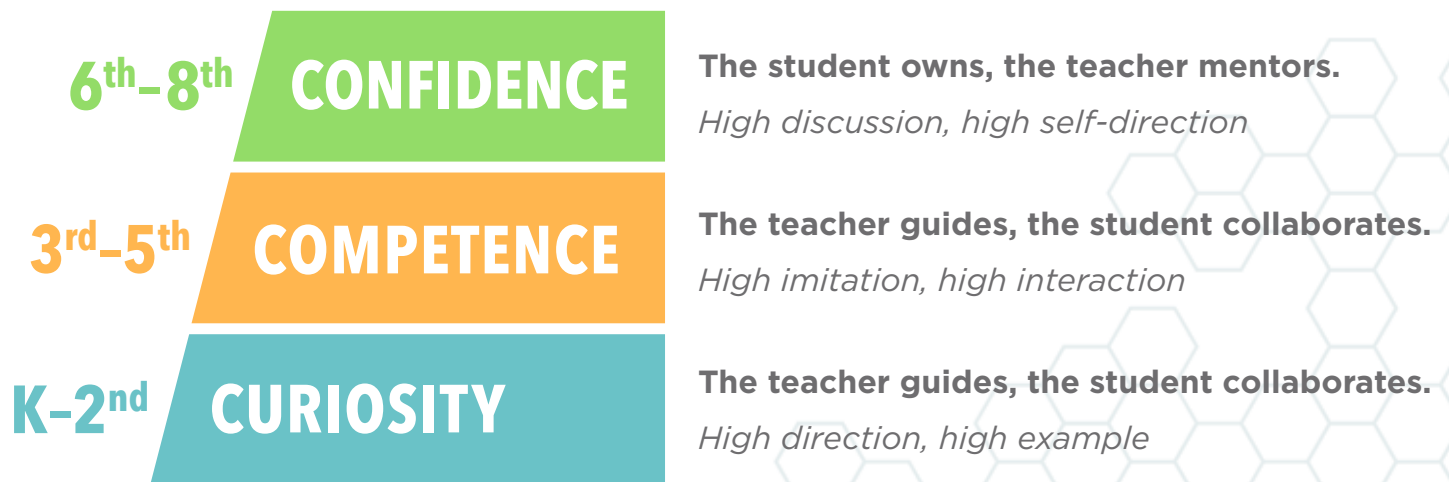 6th–8th CONFIDENCE
The student owns, the teacher mentors.
High discussion, high self-direction
3rd–5th COMPETENCE
The teacher guides, the student collaborates.
High imitation, high interaction
K–2nd CURIOSITY
The teacher guides, the student collaborates.
High direction, high example